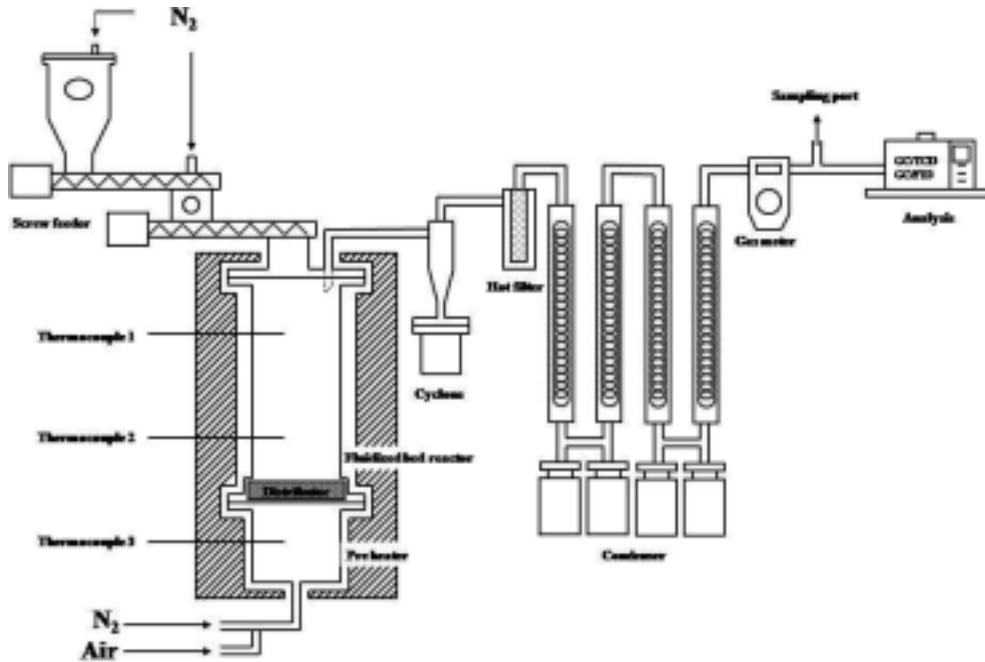 N2
Sampling port
GC/TCD
GC/FID
Screw feeder
Analysis
Gas meter
Hot filter
Thermocouple 1
Cyclone
Thermocouple 2
Fluidized bed reactor
Distributor
Thermocouple 3
Preheater
Condenser
N2
Air